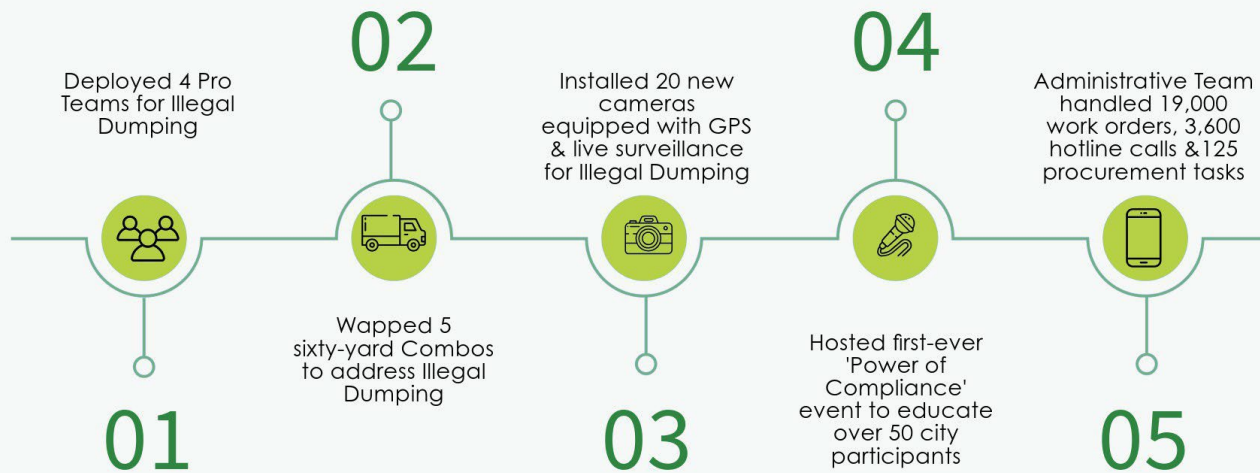 01
Deployed 4 Pro
Teams for Illegal
Dumping
02
Wapped 5
sixty-yard Combos
to address Illegal
Dumping
03
Installed 20 new
cameras
equipped with GPS
& live surveillance
for Illegal Dumping
04
Hosted first-ever
'Power of
Compliance'
event to educate
over 50 city
participants
05
Administrative Team
handled 19,000
work orders, 3,600
hotline calls &125
procurement tasks